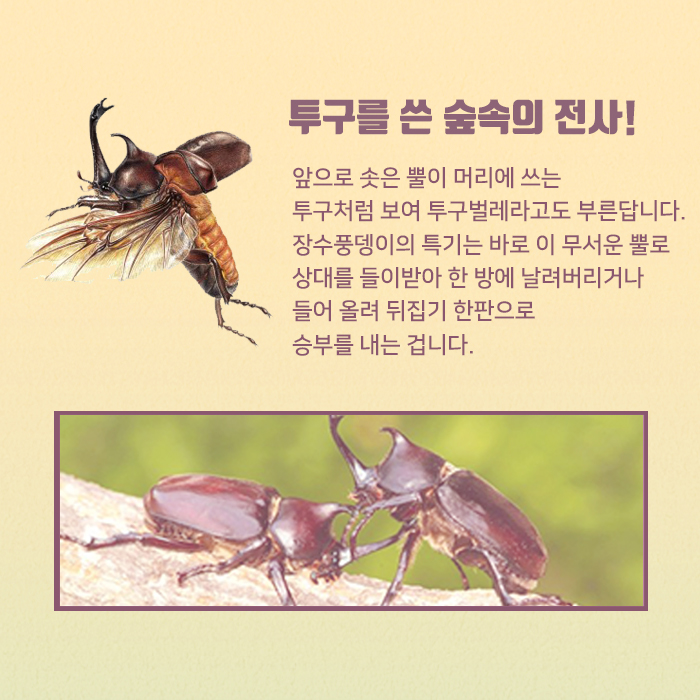 투구를 쓴 숲속의 전사!
앞으로 솟은 뿔이 머리에 쓰는
투구처럼 보여 투구벌레라고도 부른답니다.
장수풍뎅이의 특기는 바로 이 무서운 뿔로
상대를 들이받아 한 방에 날려버리거나
들어 올려 뒤집기 한판으로
승부를 내는 겁니다.